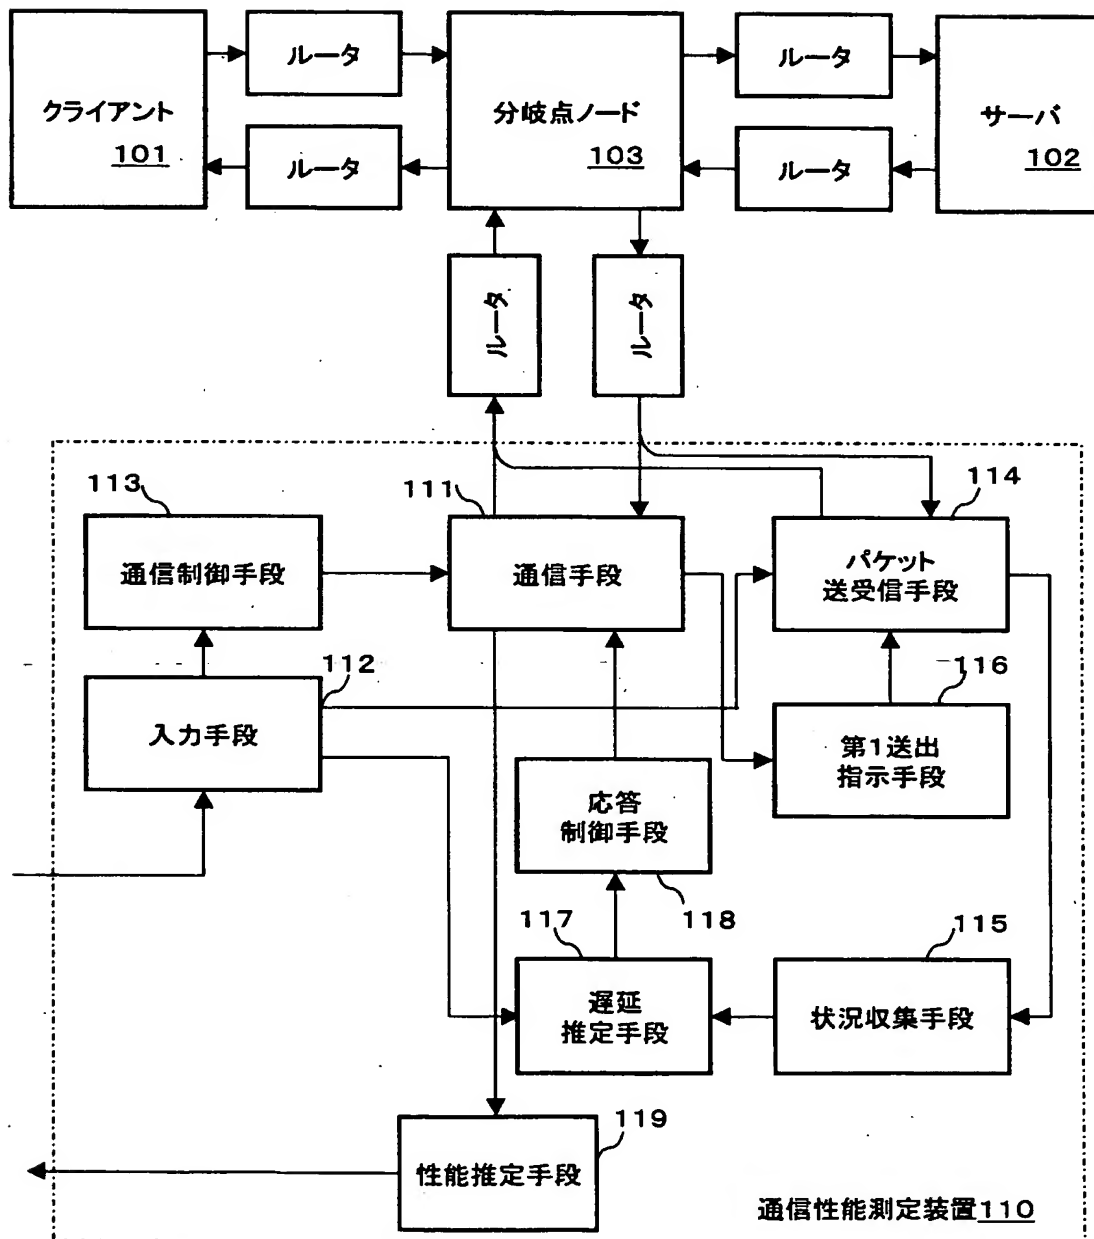 クライアント
101
ルータ
ルータ
分岐点ノード
103
ルータ
ルータ
サーバ
102
ルータ
ルータ
113
通信制御手段
111
通信手段
114
パケット
送受信手段
112
入力手段
116
第1送出
指示手段
応答
制御手段
118
117
遅延
推定手段
115
状況収集手段
119
性能推定手段
通信性能測定装置110